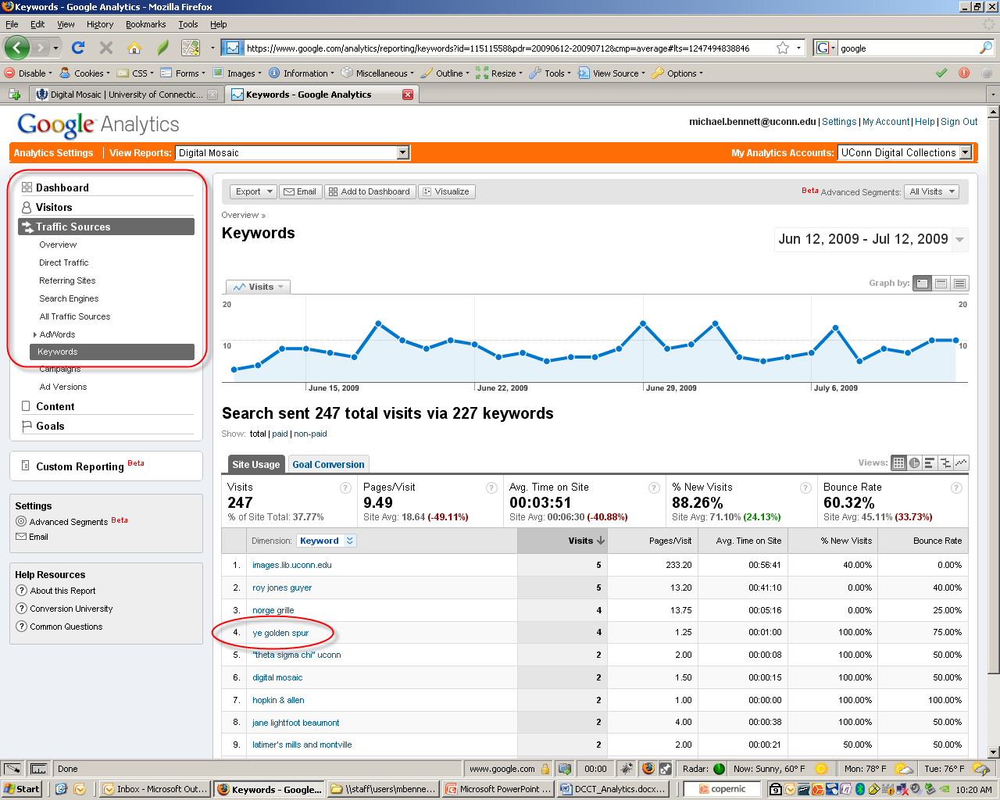 Keywords - Google Analytics - Mozilla Firefox
File Edit View History Bookmarks Tools Help
https://www.google.com/analytics/reporting/keywords?id=11511558&pdr=20090612-20090712&cmp=average#lts=1247494838846
google
Disable Cookies CSS Forms Images Information Miscellaneous Outline Resize Tools View Source Options
Digital Mosaic | University of Connectic... Keywords - Google Analytics
Google Analytics
michael.bennett@uconn.edu | Settings | My Account | Help | Sign Out
Analytics Settings | View Reports: Digital Mosaic My Analytics Accounts: UConn Digital Collections
Dashboard
Visitors
Traffic Sources
Overview
Direct Traffic
Referring Sites
Search Engines
All Traffic Sources
AdWords
Keywords
Campaigns
Ad Versions
Content
Goals
Custom Reporting Beta
Settings
Advanced Segments Beta
Email
Help Resources
About this Report
Conversion University
Common Questions
Export Email Add to Dashboard Visualize Beta Advanced Segments: All Visits
Overview »
Keywords
Jun 12, 2009 - Jul 12, 2009
Visits Graph by:
20 20
10 10
June 15, 2009 June 22, 2009 June 29, 2009 July 6, 2009
Search sent 247 total visits via 227 keywords
Show: total | paid | non-paid
Site Usage Goal Conversion Views:
Visits Pages/Visit Avg. Time on Site % New Visits Bounce Rate
247 9.49 00:03:51 88.26% 60.32%
% of Site Total: 37.77% Site Avg: 18.64 (-49.11%) Site Avg: 00:06:30 (-40.88%) Site Avg: 71.10% (24.13%) Site Avg: 45.11% (33.73%)
Dimension: Keyword Visits Pages/Visit Avg. Time on Site % New Visits Bounce Rate
1. images.lib.uconn.edu 5 233.20 00:56:41 40.00% 0.00%
2. roy jones guyer 5 13.20 00:41:10 0.00% 40.00%
3. norge grille 4 13.75 00:05:16 0.00% 25.00%
4. ye golden spur 4 1.25 00:01:00 100.00% 75.00%
5. "theta sigma chi" uconn 2 2.00 00:00:08 100.00% 50.00%
6. digital mosaic 2 1.50 00:00:15 100.00% 50.00%
7. hopkin & allen 2 1.00 00:00:00 100.00% 100.00%
8. jane lightfoot beaumont 2 4.00 00:00:38 100.00% 50.00%
9. latimer's mills and montville 2 2.00 00:00:21 50.00% 50.00%
Done www.google.com 00:00 Radar: Now: Sunny, 60° F Mon: 78° F Tue: 76° F
Start Inbox - Microsoft Out... Keywords - Google... \\staff\users\mbenne... Microsoft PowerPoint ... DCCT_Analytics.docx... copernic 10:20 AM